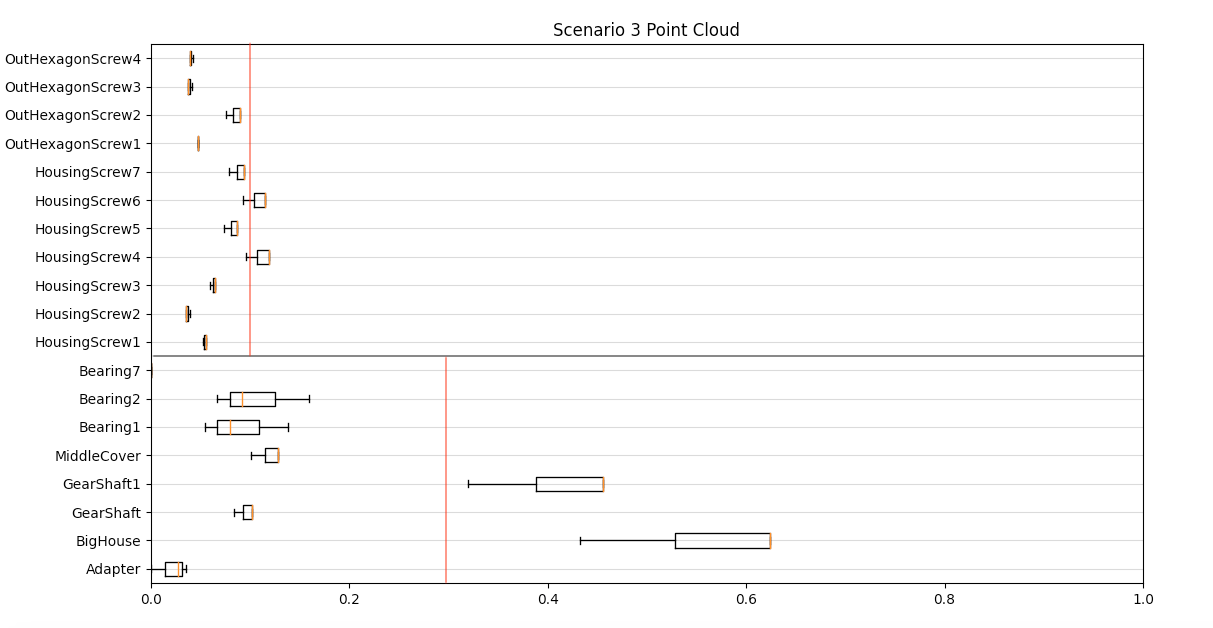 Scenario 3 Point Cloud
OutHexagonScrew4
OutHexagonScrew3
OutHexagonScrew2
OutHexagonScrew1
HousingScrew7
HousingScrew6
HousingScrew5
HousingScrew4
HousingScrew3
HousingScrew2
HousingScrew1
Bearing7
Bearing2
Bearing1
MiddleCover
GearShaft1
GearShaft
BigHouse
Adapter
0.0 0.2 0.4 0.6 0.8 1.0